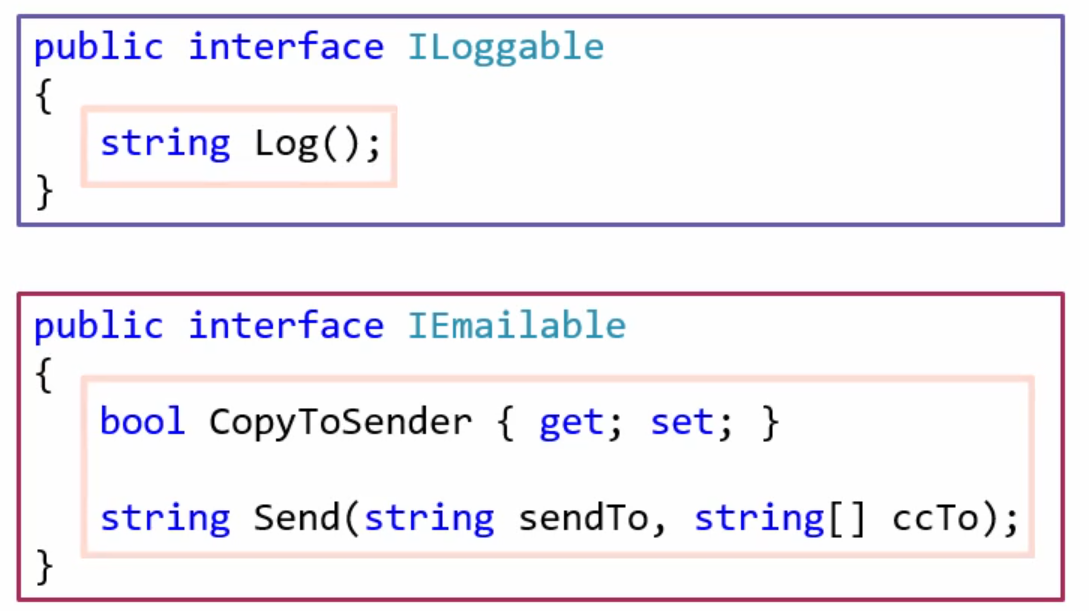 public interface ILoggable
{
string Log();
}
public interface IEmailable
{
bool CopyToSender { get; set; }
string Send(string sendTo, string[] ccTo);
}